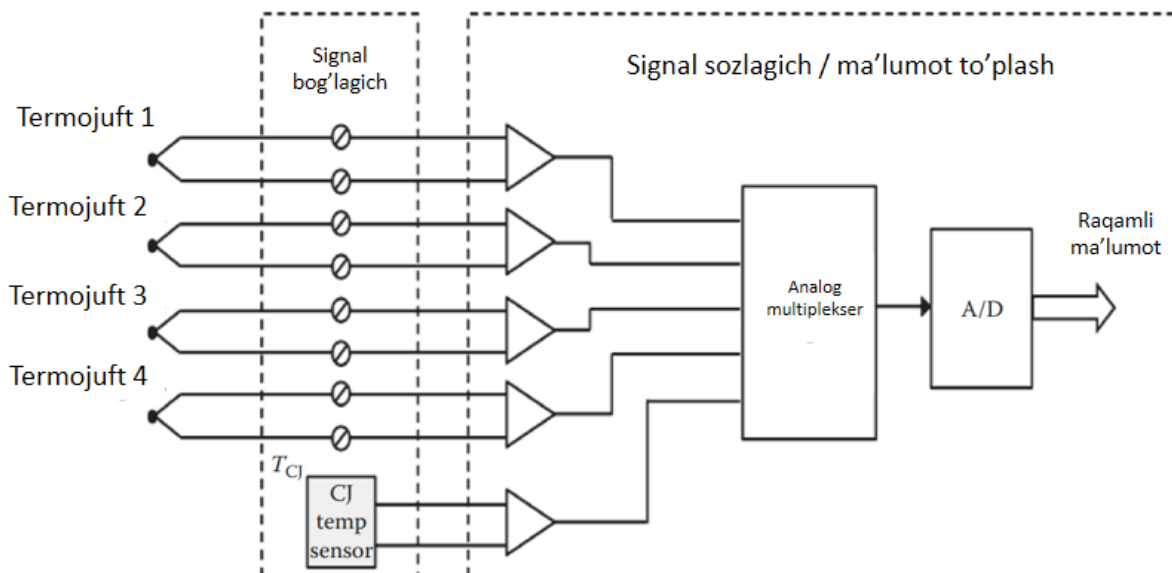 Signal
bog'lagich
Signal sozlagich / ma'lumot to'plash
Termojuft 1
Termojuft 2
Termojuft 3
Termojuft 4
Analog
multiplekser
A/D
Raqamli
ma'lumot
TCJ
CJ
temp
sensor